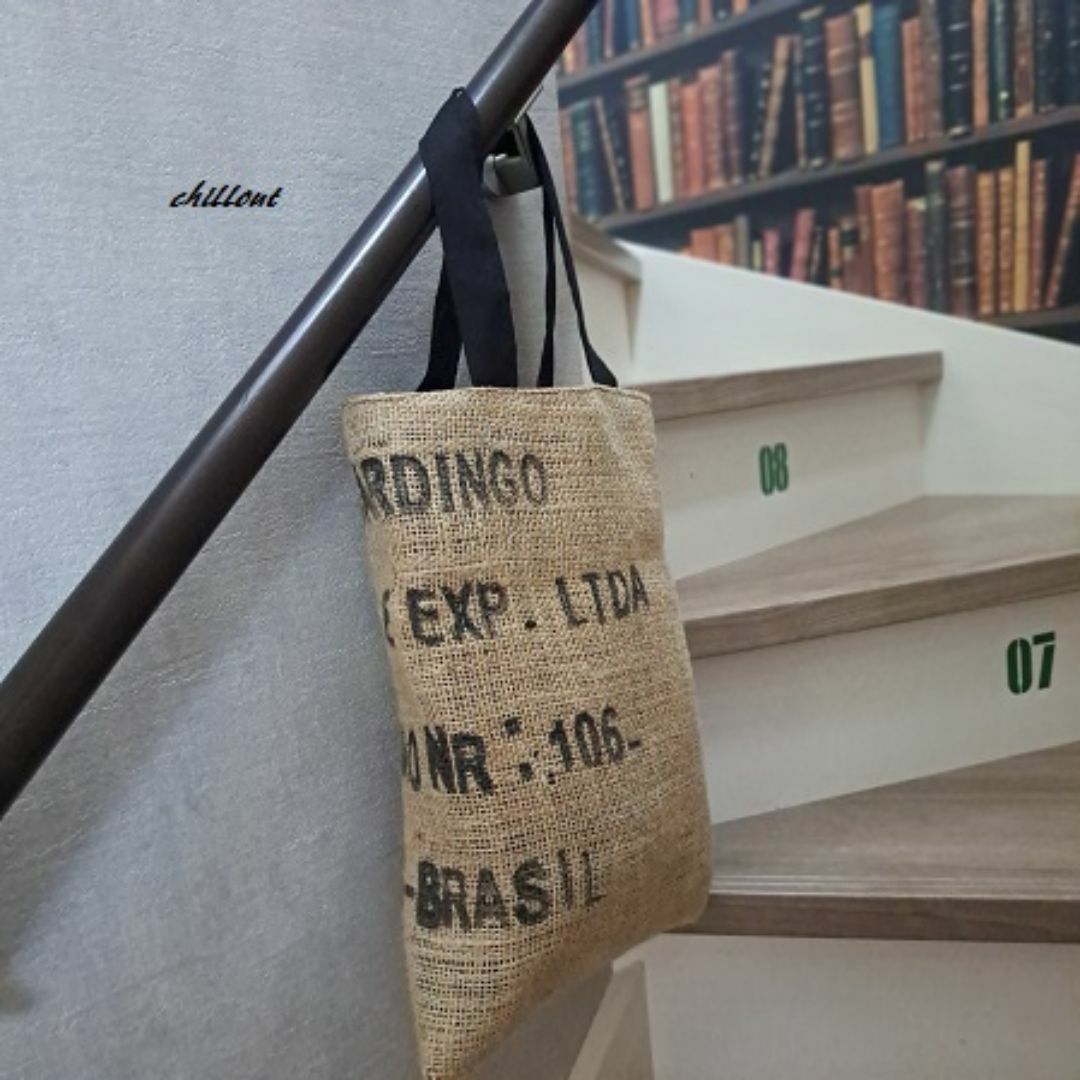 chillout
ARDINGO
08
EXP. LTDA
07
NR : 106-
-BRASIL